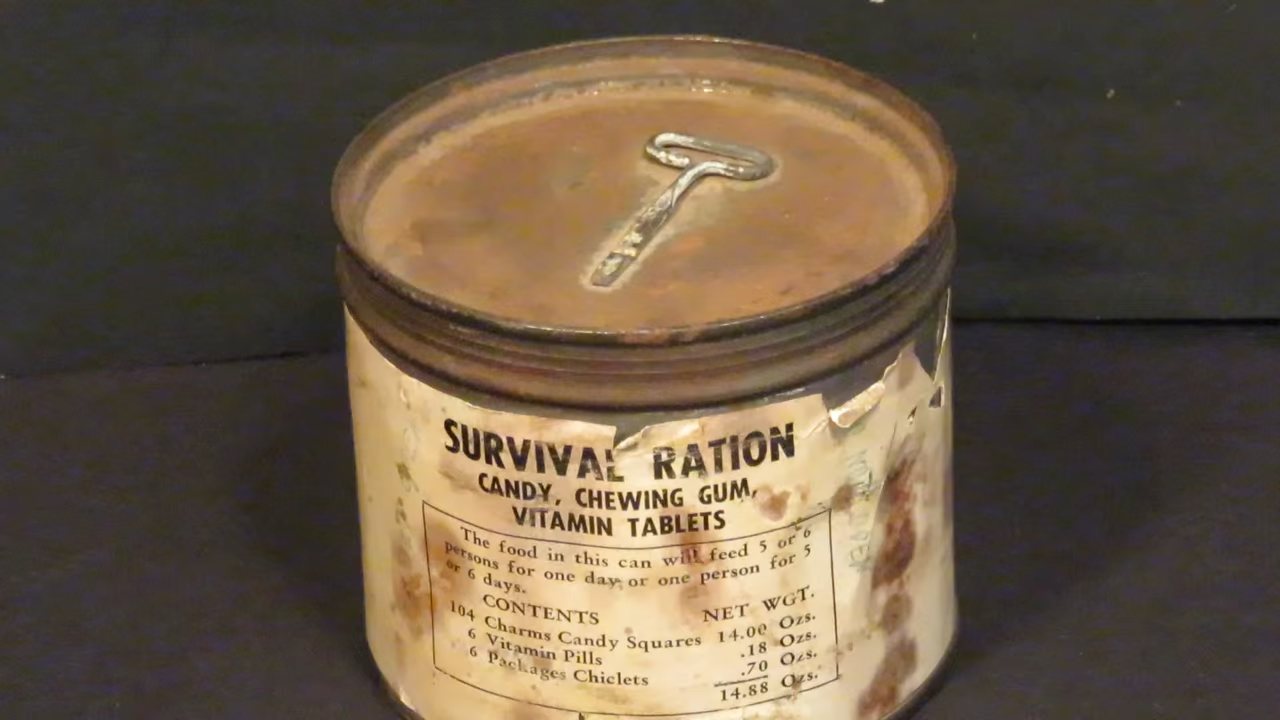 SURVIVAL RATION
CANDY, CHEWING GUM,
VITAMIN TABLETS
The food in this can will feed 5 or 6
persons for one day or one person for 5
or 6 days.
CONTENTS NET WGT.
104 Charms Candy Squares 14.00 Ozs.
6 Vitamin Pills .18 Ozs.
6 Packages Chiclets .70 Ozs.
14.88 Ozs.